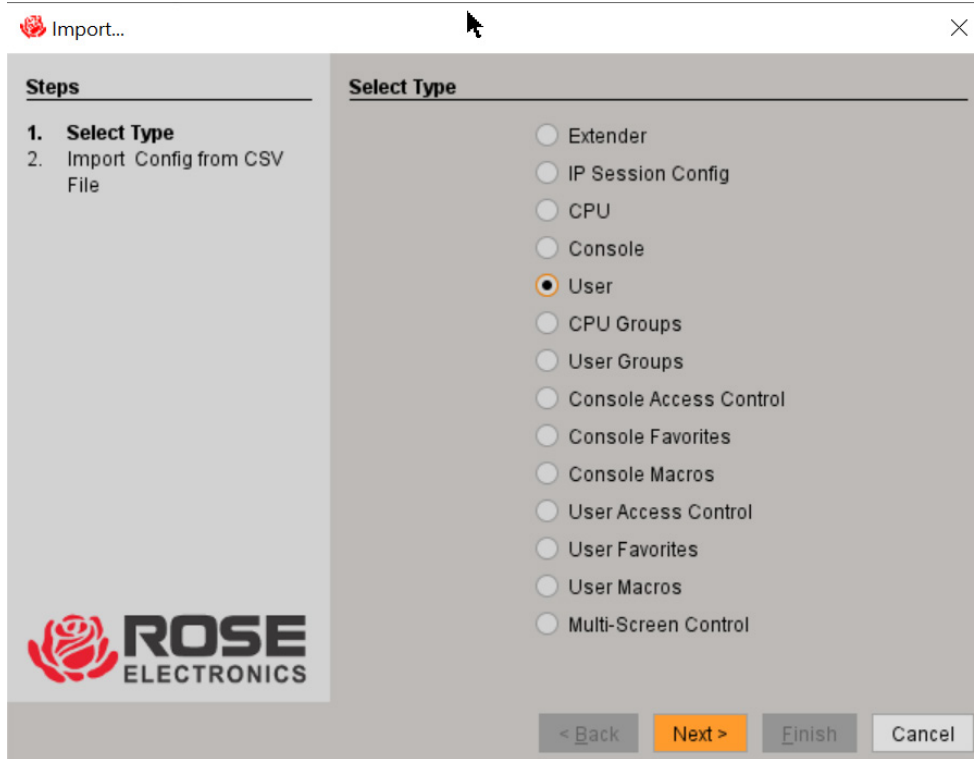 Import...
Steps
1. Select Type
2. Import Config from CSV
File
Select Type
Extender
IP Session Config
CPU
Console
User
CPU Groups
User Groups
Console Access Control
Console Favorites
Console Macros
User Access Control
User Favorites
User Macros
Multi-Screen Control
ROSE
ELECTRONICS
< Back
Next >
Finish
Cancel